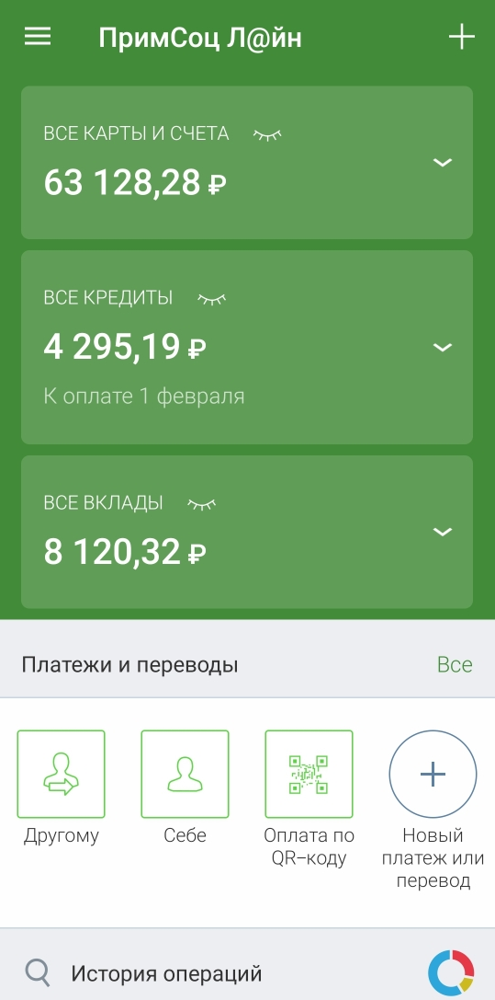 ПримСоц Л@йн
ВСЕ КАРТЫ И СЧЕТА
63 128,28 ₽
ВСЕ КРЕДИТЫ
4 295,19 ₽
К оплате 1 февраля
ВСЕ ВКЛАДЫ
8 120,32 ₽
Платежи и переводы
Все
Другому
Себе
Оплата по
QR-коду
Новый
платеж или
перевод
История операций